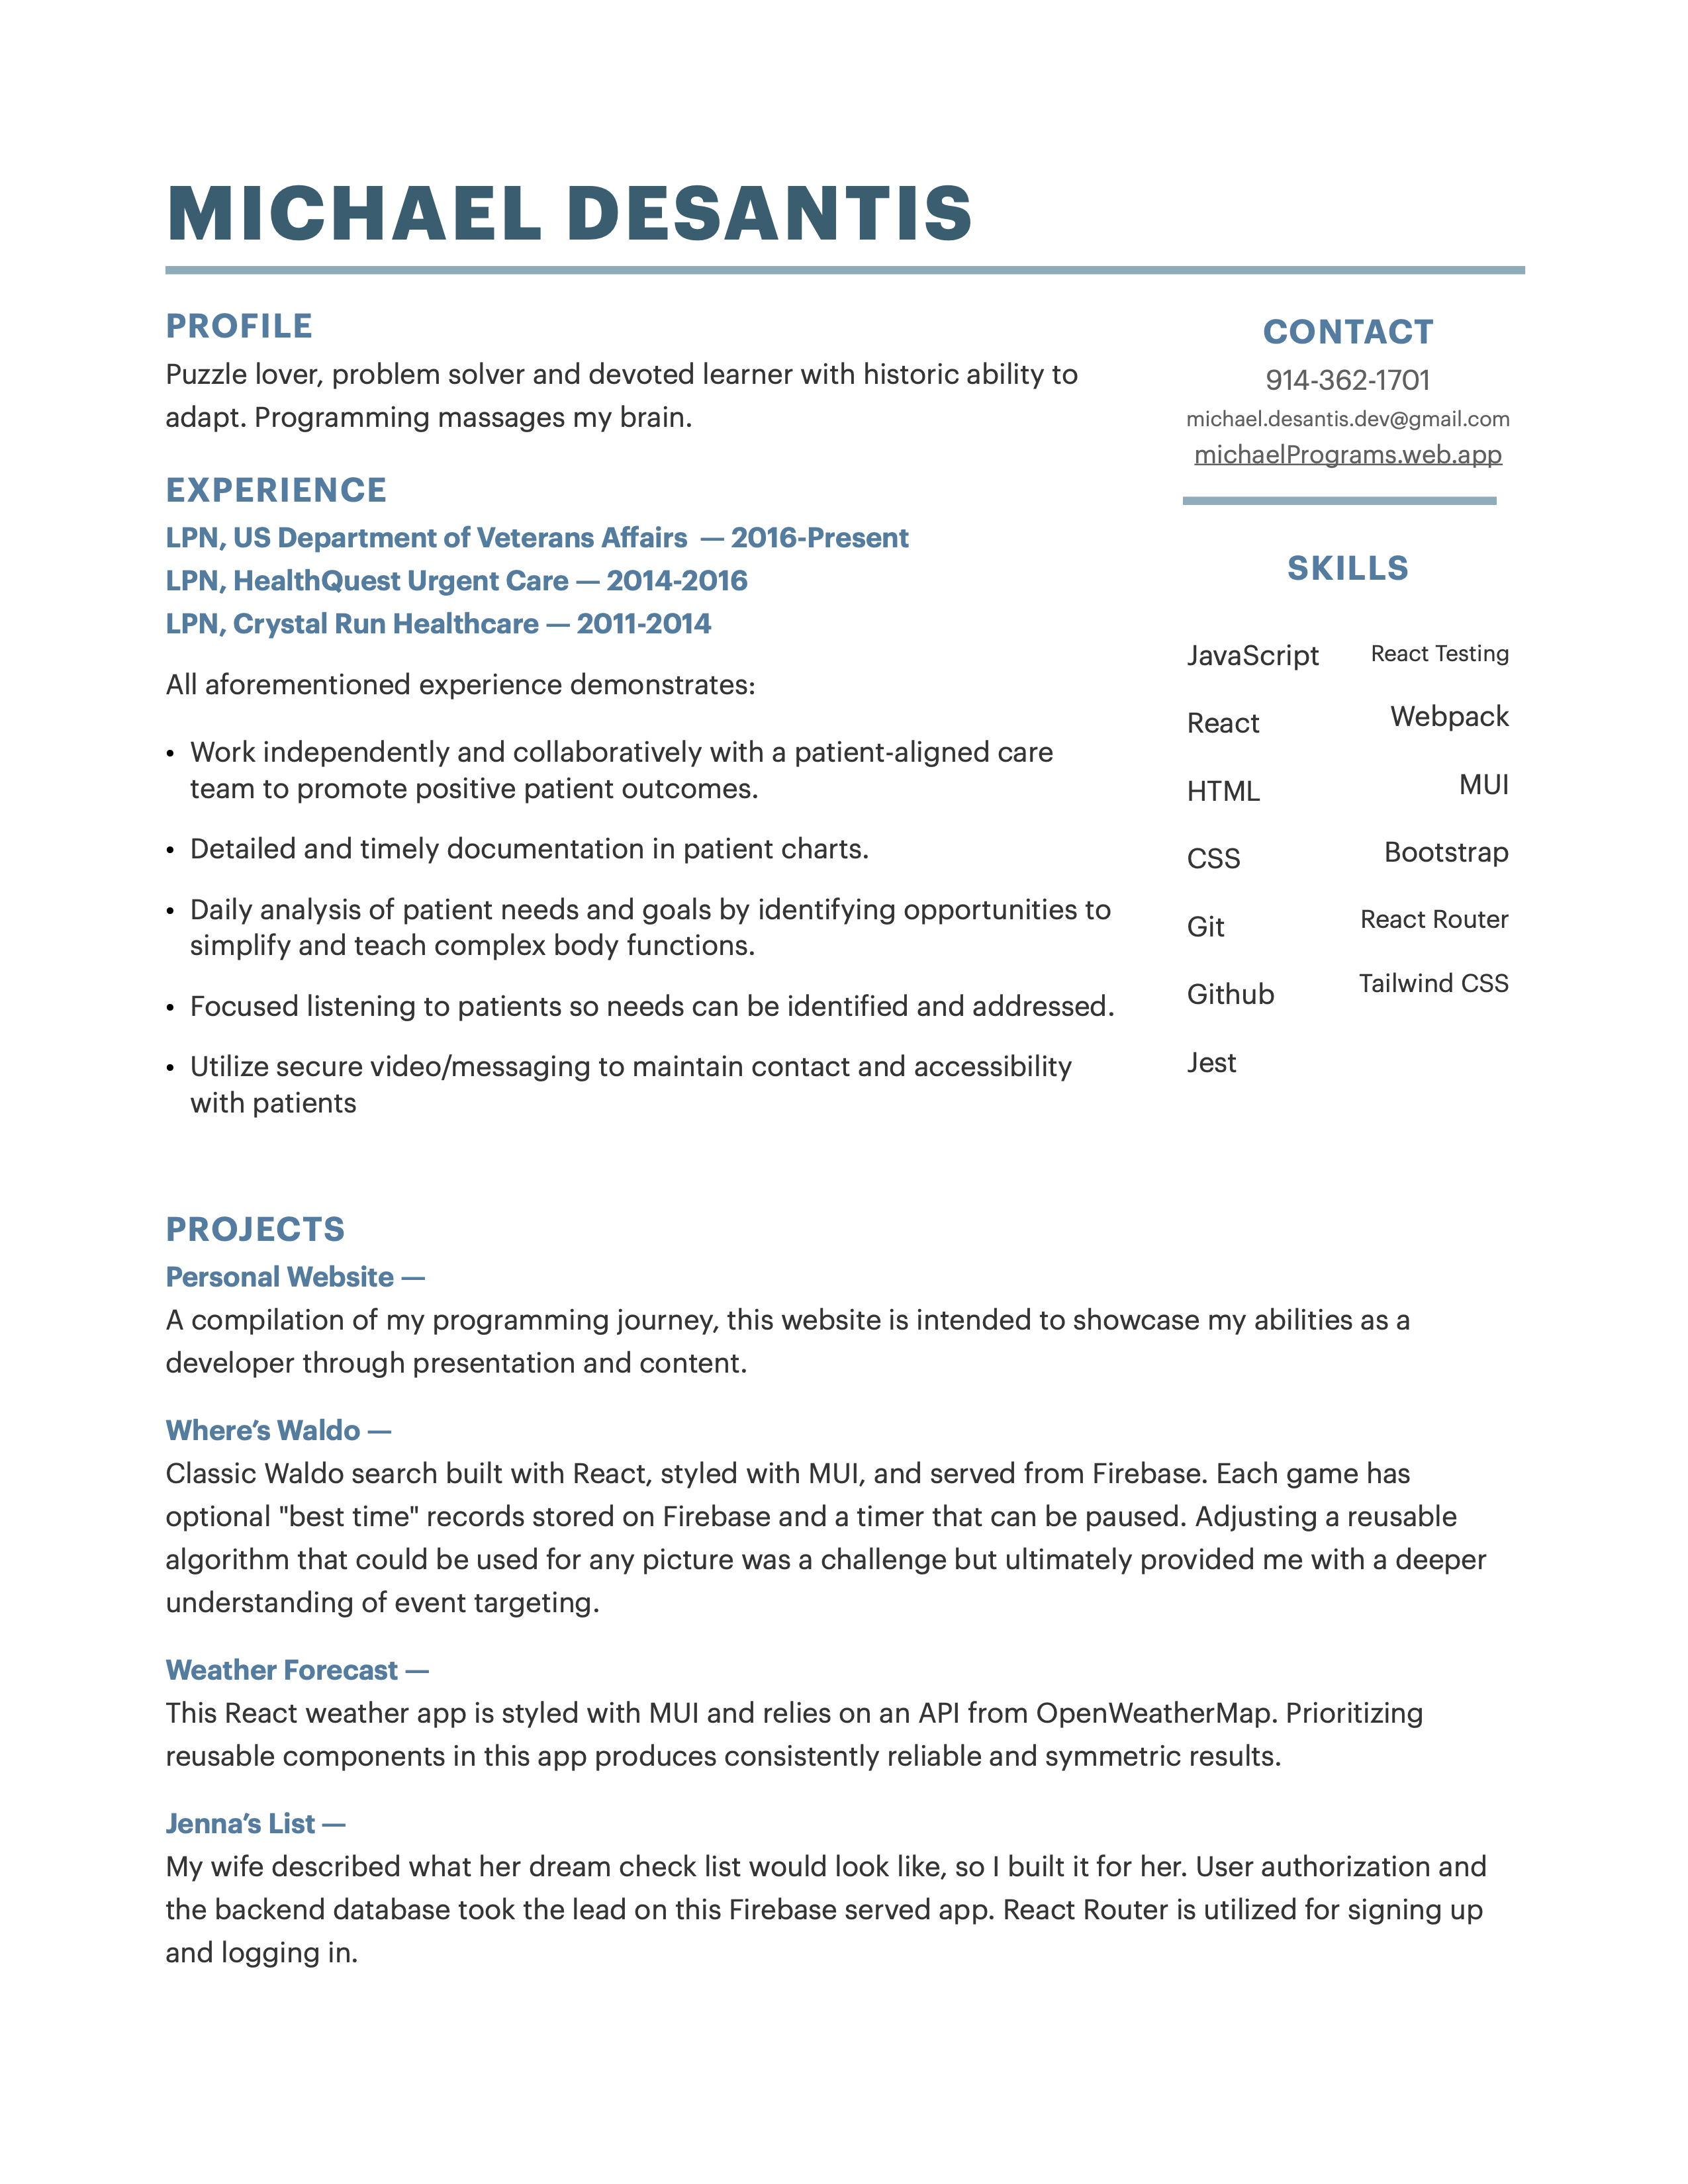 MICHAEL DESANTIS
PROFILE
Puzzle lover, problem solver and devoted learner with historic ability to
adapt. Programming massages my brain.
EXPERIENCE
LPN, US Department of Veterans Affairs — 2016-Present
LPN, HealthQuest Urgent Care — 2014-2016
LPN, Crystal Run Healthcare — 2011-2014
All aforementioned experience demonstrates:
• Work independently and collaboratively with a patient-aligned care
team to promote positive patient outcomes.
• Detailed and timely documentation in patient charts.
• Daily analysis of patient needs and goals by identifying opportunities to
simplify and teach complex body functions.
• Focused listening to patients so needs can be identified and addressed.
• Utilize secure video/messaging to maintain contact and accessibility
with patients
CONTACT
914-362-1701
michael.desantis.dev@gmail.com
michaelPrograms.web.app
SKILLS
JavaScript
React
HTML
CSS
Git
Github
Jest
React Testing
Webpack
MUI
Bootstrap
React Router
Tailwind CSS
PROJECTS
Personal Website —
A compilation of my programming journey, this website is intended to showcase my abilities as a
developer through presentation and content.
Where’s Waldo —
Classic Waldo search built with React, styled with MUI, and served from Firebase. Each game has
optional "best time" records stored on Firebase and a timer that can be paused. Adjusting a reusable
algorithm that could be used for any picture was a challenge but ultimately provided me with a deeper
understanding of event targeting.
Weather Forecast —
This React weather app is styled with MUI and relies on an API from OpenWeatherMap. Prioritizing
reusable components in this app produces consistently reliable and symmetric results.
Jenna’s List —
My wife described what her dream check list would look like, so I built it for her. User authorization and
the backend database took the lead on this Firebase served app. React Router is utilized for signing up
and logging in.